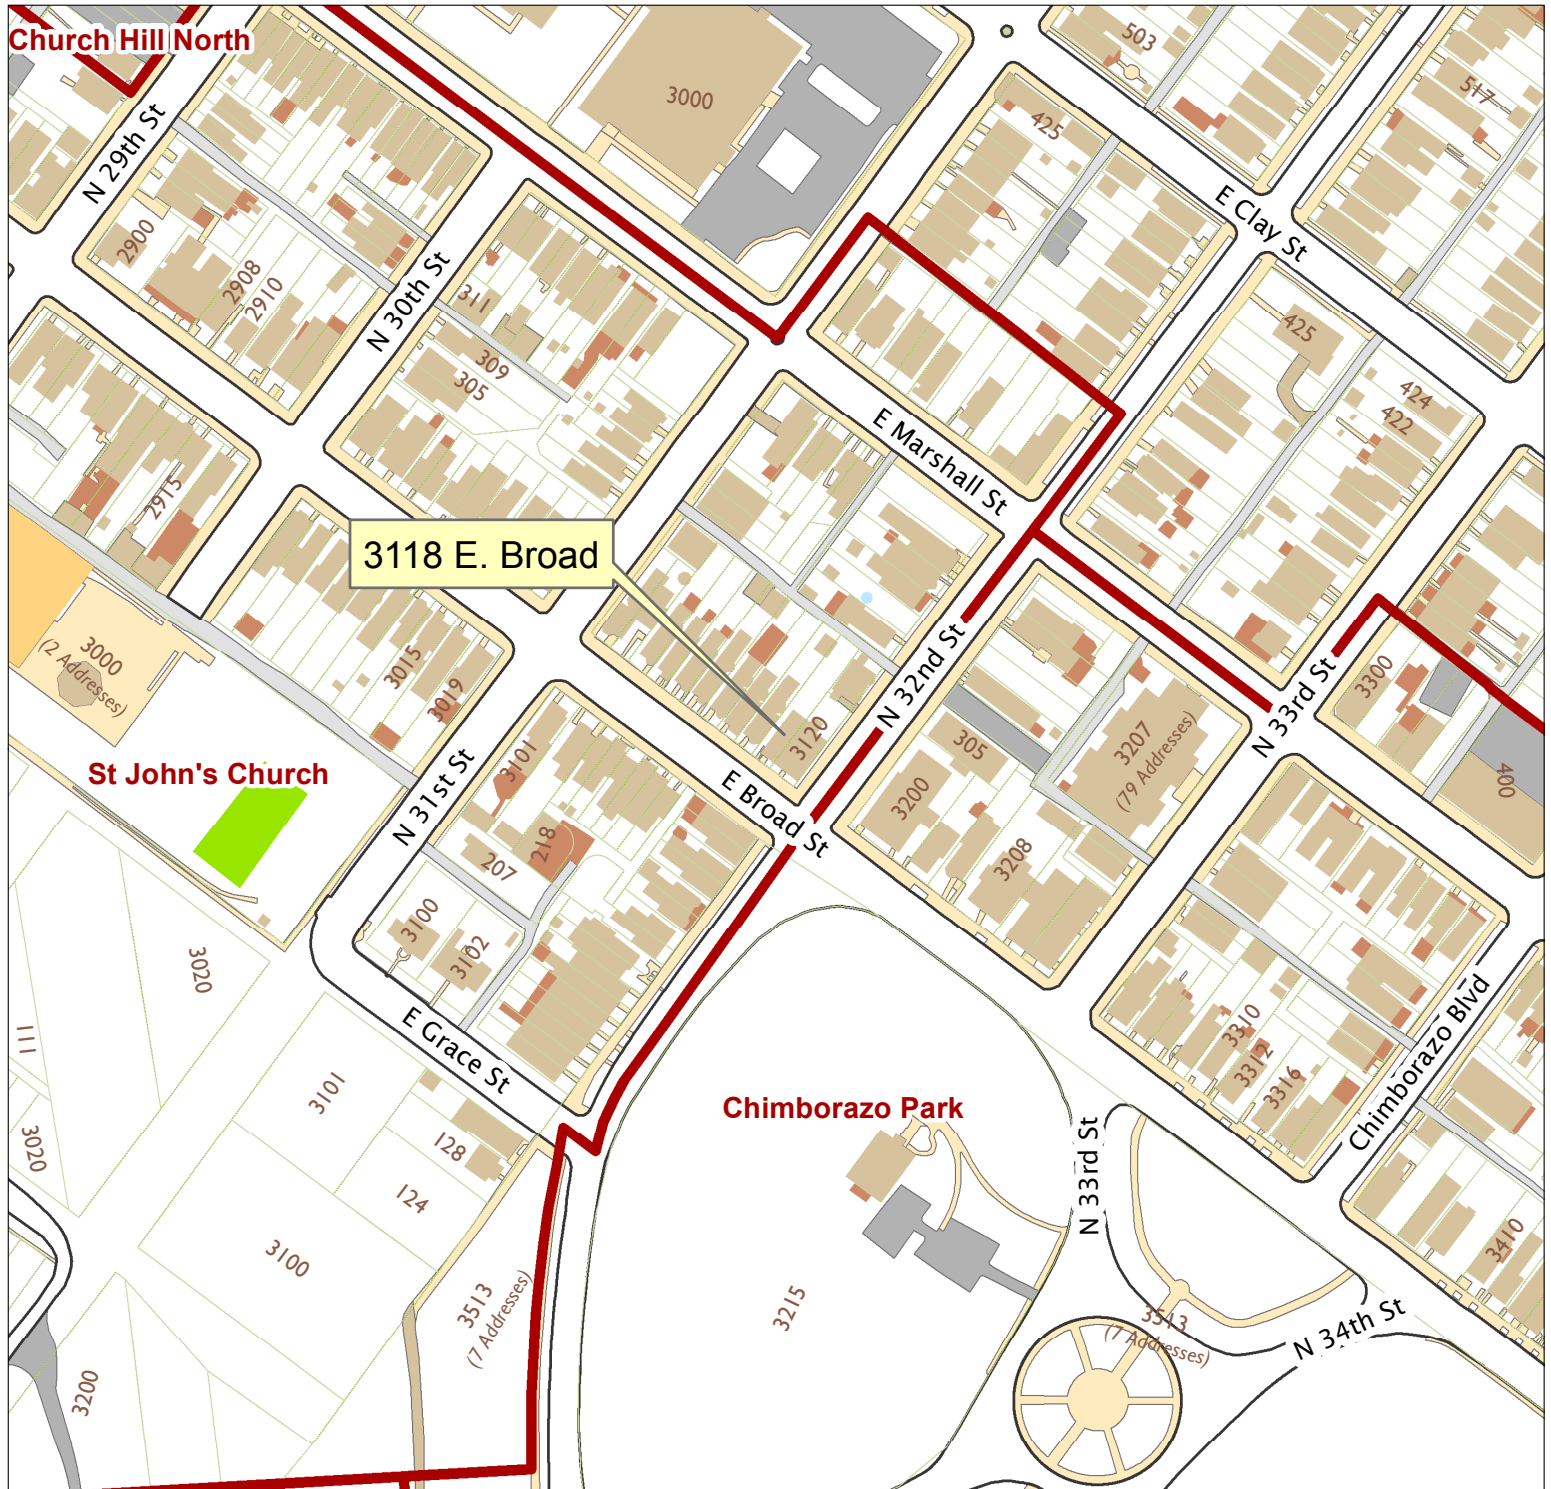 Church Hill North
503
517
3000
425
N 29th St
E Clay St
2900
2908
2910
N 30th St
311
309
305
425
424
422
E Marshall St
2915
3118 E. Broad
3000
(2 Addresses)
3015
3019
N 32nd St
3120
305
3207
(79 Addresses)
N 33rd St
3300
400
St John's Church
3101
N 31st St
E Broad St
3200
3208
218
207
3100
3102
3020
111
E Grace St
3310
3312
3316
Chimborazo Blvd
3101
3020
128
124
Chimborazo Park
N 33rd St
3100
3513
(7 Addresses)
3215
3513
(7 Addresses)
N 34th St
3410
3200